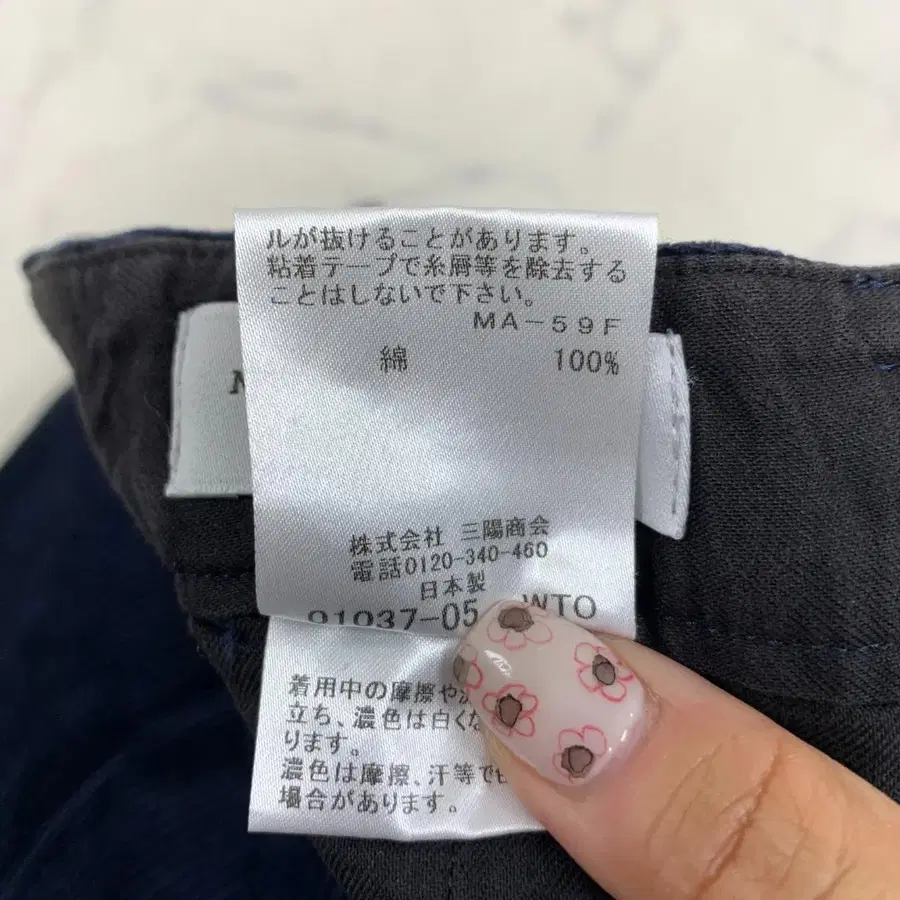 ルが抜けることがあります。
粘着テープで糸屑等を除去する
ことはしないで下さい。
MA-59F
綿 100%
株式会社 三陽商会
電話0120-340-460
日本製
91037-05 WTO
着用中の摩擦や
立ち、濃色は白くな
ります。
濃色は摩擦、汗等で
場合があります。